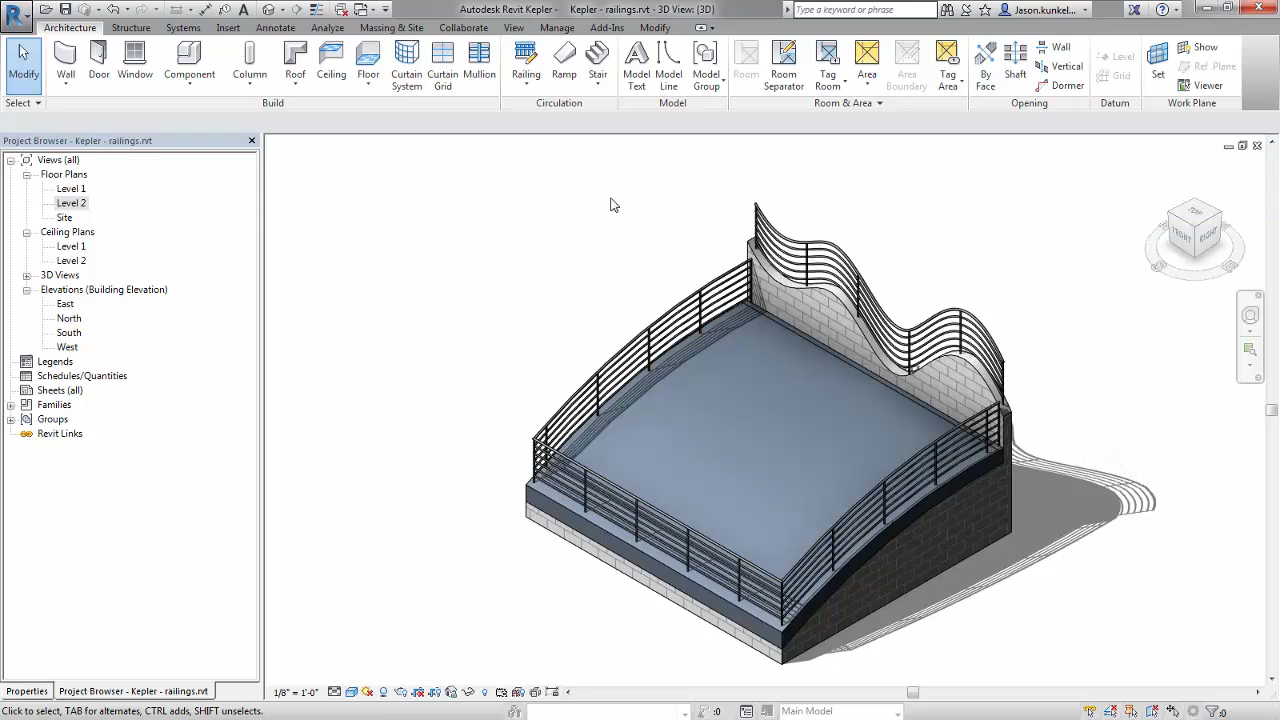 Autodesk Revit Kepler - Kepler - railings.rvt - 3D View: {3D}
Type a keyword or phrase
Jason.kunkel...
Architecture Structure Systems Insert Annotate Analyze Massing & Site Collaborate View Manage Add-Ins Modify
Modify
Wall
Door
Window
Component
Column
Roof
Ceiling
Floor
Curtain System
Curtain Grid
Mullion
Railing
Ramp
Stair
Model Text
Model Line
Model Group
Room
Room Separator
Tag Room
Area
Area Boundary
Tag Area
By Face
Shaft
Wall
Vertical
Dormer
Level
Grid
Set
Show
Ref Plane
Viewer
Select Build Circulation Model Room & Area Opening Datum Work Plane
Project Browser - Kepler - railings.rvt
Views (all)
Floor Plans
Level 1
Level 2
Site
Ceiling Plans
Level 1
Level 2
3D Views
Elevations (Building Elevation)
East
North
South
West
Legends
Schedules/Quantities
Sheets (all)
Families
Groups
Revit Links
TOP
FRONT
RIGHT
Properties Project Browser - Kepler - railings.rvt
1/8" = 1'-0"
Click to select, TAB for alternates, CTRL adds, SHIFT unselects.
:0
Main Model
:0